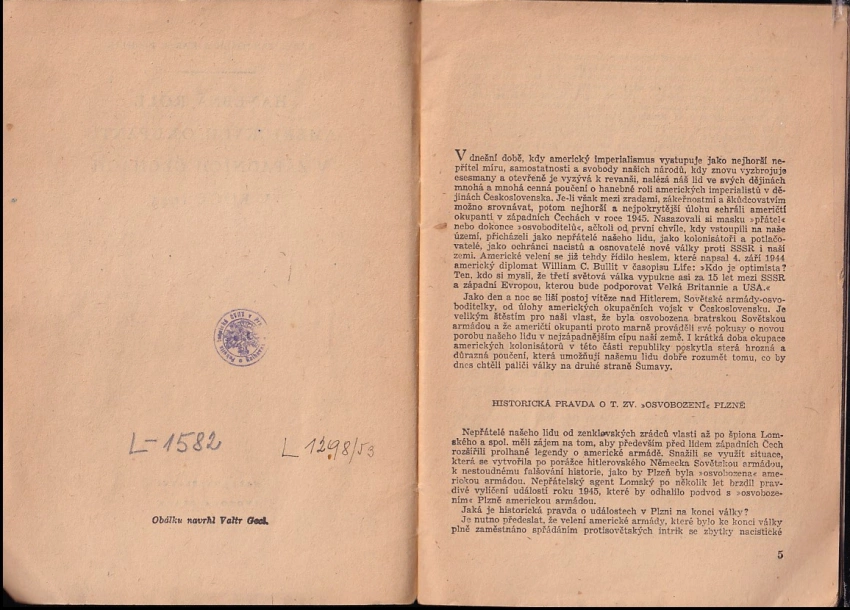 L-1582
L 1298/53
Obálku navrhl Valtr
V dnešní době, kdy americký imperialismus vystupuje jako nejhorší ne-
přítel míru, samostatnosti a svobody našich národů, kdy znovu vyzbrojuje
esesmany a otevřeně je vyzývá k revanši, nalézá náš lid ve svých dějinách
mnohá a mnohá cenná poučení o hanebné roli amerických imperialistů v dě-
jinách Československa. Je-li však mezi zradami, zákeřnostmi a škůdcovstvím
možno srovnávat, potom nejhorší a nejpokrytější úlohu sehráli američtí
okupanti v západních Čechách v roce 1945. Nasazovali si masku »přátel«
nebo dokonce »osvoboditelů«, ačkoli od první chvíle, kdy vstoupili na naše
území, přicházeli jako nepřátelé našeho lidu, jako kolonisátoři a potlačo-
vatelé, jako ochránci nacistů a osnovatelé nové války proti SSSR i naší
zemi. Americké velení se již tehdy řídilo heslem, které napsal 4. září 1944
americký diplomat William C. Bullit v časopisu Life: »Kdo je optimista?
Ten, kdo si myslí, že třetí světová válka vypukne asi za 15 let mezi SSSR
a západní Evropou, kterou bude podporovat Velká Britannie a USA.«
Jako den a noc se liší postoj vítěze nad Hitlerem, Sovětské armády-osvo-
boditelky, od úlohy amerických okupačních vojsk v Československu. Je
velikým štěstím pro naši vlast, že byla osvobozena bratrskou Sovětskou
armádou a že američtí okupanti proto marně prováděli své pokusy o novou
porobu našeho lidu v nejzápadnějším cípu naší země. I krátká doba okupace
amerických kolonisátorů v této části republiky poskytla sterá hrozná a
důrazná poučení, která umožňují našemu lidu dobře rozumět tomu, co by
dnes chtěli paliči války na druhé straně Šumavy.
HISTORICKÁ PRAVDA O T. ZV. »OSVOBOZENÍ« PLZNĚ
Nepřátelé našeho lidu od zenklovských zrádců vlasti až po špiona Lom-
ského a spol. měli zájem na tom, aby především před lidem západních Čech
rozšířili prolhané legendy o americké armádě. Snažili se využít situace,
která se vytvořila po porážce hitlerovského Německa Sovětskou armádou,
k nestoudnému falšování historie, jako by Plzeň byla »osvobozena« ame-
rickou armádou. Nepřátelský agent Lomský po několik let brzdil prav-
divé vylíčení událostí roku 1945, které by odhalilo podvod s »osvoboze-
ním« Plzně americkou armádou.
Jaká je historická pravda o událostech v Plzni na konci války?
Je nutno předeslat, že velení americké armády, které bylo ke konci války
plně zaměstnáno spřádáním protisovětských intrik se zbytky nacistické
5